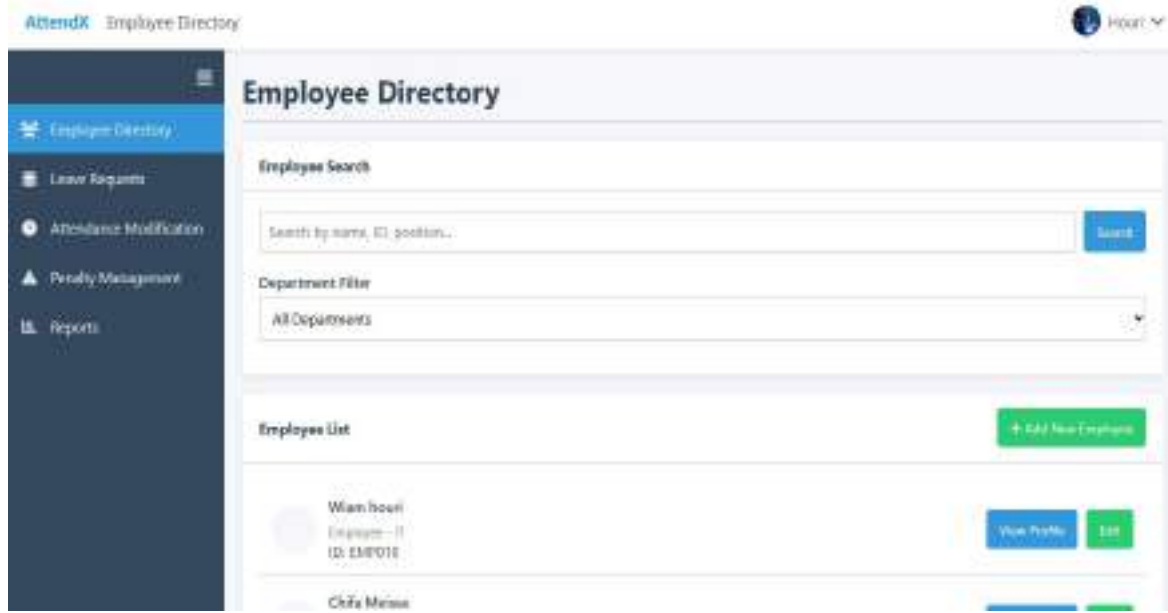 AttendX Employee Directory
Houri
Employee Directory
Employee Directory
Leave Requests
Attendance Modification
Penalty Management
Reports
Employee Search
Search by name, ID, position...
Search
Department Filter
All Departments
Employee List
+ Add New Employee
Wiam houri
Employee - IT
ID: EMP010
View Profile
Edit
Chifa Meissa